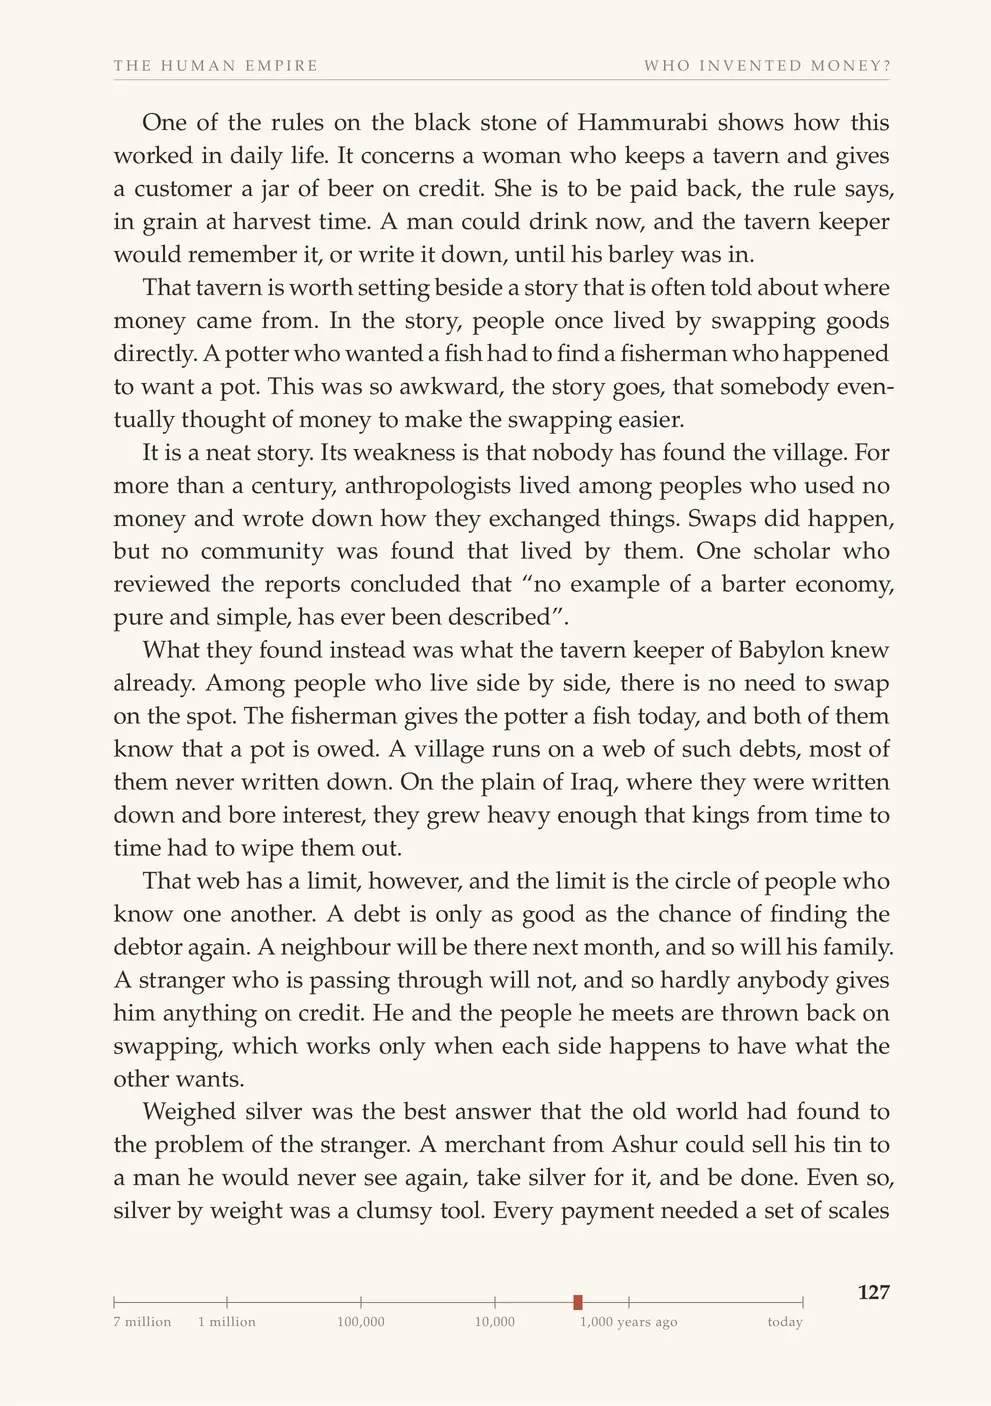 THE HUMAN EMPIRE
WHO INVENTED MONEY?
One of the rules on the black stone of Hammurabi shows how this
worked in daily life. It concerns a woman who keeps a tavern and gives
a customer a jar of beer on credit. She is to be paid back, the rule says,
in grain at harvest time. A man could drink now, and the tavern keeper
would remember it, or write it down, until his barley was in.
That tavern is worth setting beside a story that is often told about where
money came from. In the story, people once lived by swapping goods
directly. A potter who wanted a fish had to find a fisherman who happened
to want a pot. This was so awkward, the story goes, that somebody even-
tually thought of money to make the swapping easier.
It is a neat story. Its weakness is that nobody has found the village. For
more than a century, anthropologists lived among peoples who used no
money and wrote down how they exchanged things. Swaps did happen,
but no community was found that lived by them. One scholar who
reviewed the reports concluded that “no example of a barter economy,
pure and simple, has ever been described”.
What they found instead was what the tavern keeper of Babylon knew
already. Among people who live side by side, there is no need to swap
on the spot. The fisherman gives the potter a fish today, and both of them
know that a pot is owed. A village runs on a web of such debts, most of
them never written down. On the plain of Iraq, where they were written
down and bore interest, they grew heavy enough that kings from time to
time had to wipe them out.
That web has a limit, however, and the limit is the circle of people who
know one another. A debt is only as good as the chance of finding the
debtor again. A neighbour will be there next month, and so will his family.
A stranger who is passing through will not, and so hardly anybody gives
him anything on credit. He and the people he meets are thrown back on
swapping, which works only when each side happens to have what the
other wants.
Weighed silver was the best answer that the old world had found to
the problem of the stranger. A merchant from Ashur could sell his tin to
a man he would never see again, take silver for it, and be done. Even so,
silver by weight was a clumsy tool. Every payment needed a set of scales
127
7 million 1 million 100,000 10,000 1,000 years ago today